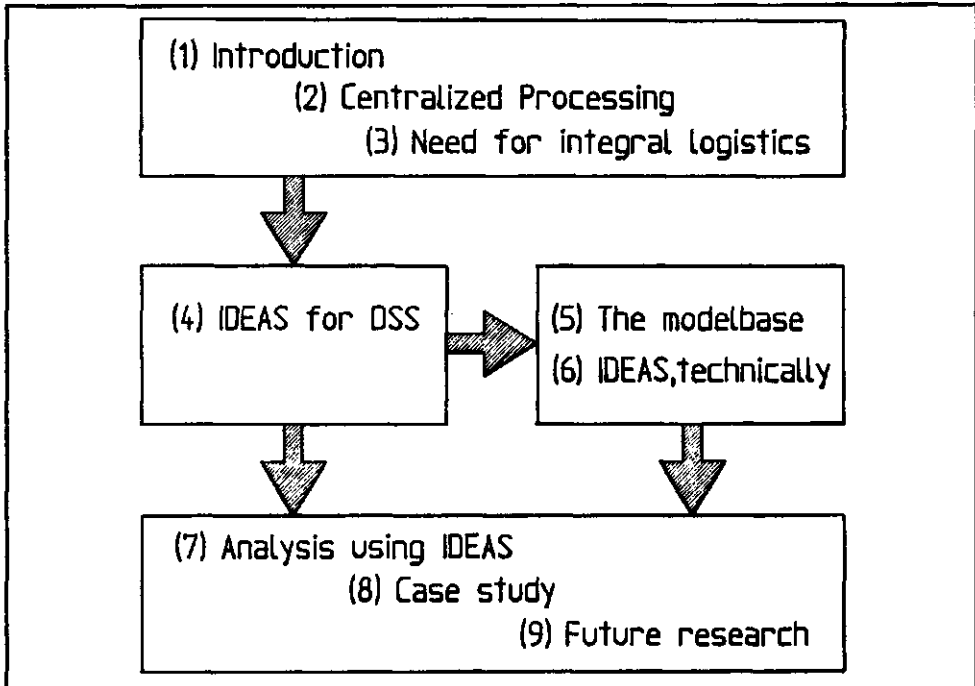 (1) Introduction
(2) Centralized Processing
(3) Need for integral logistics
(4) IDEAS for DSS
(5) The modelbase
(6) IDEAS,technically
(7) Analysis using IDEAS
(8) Case study
(9) Future research